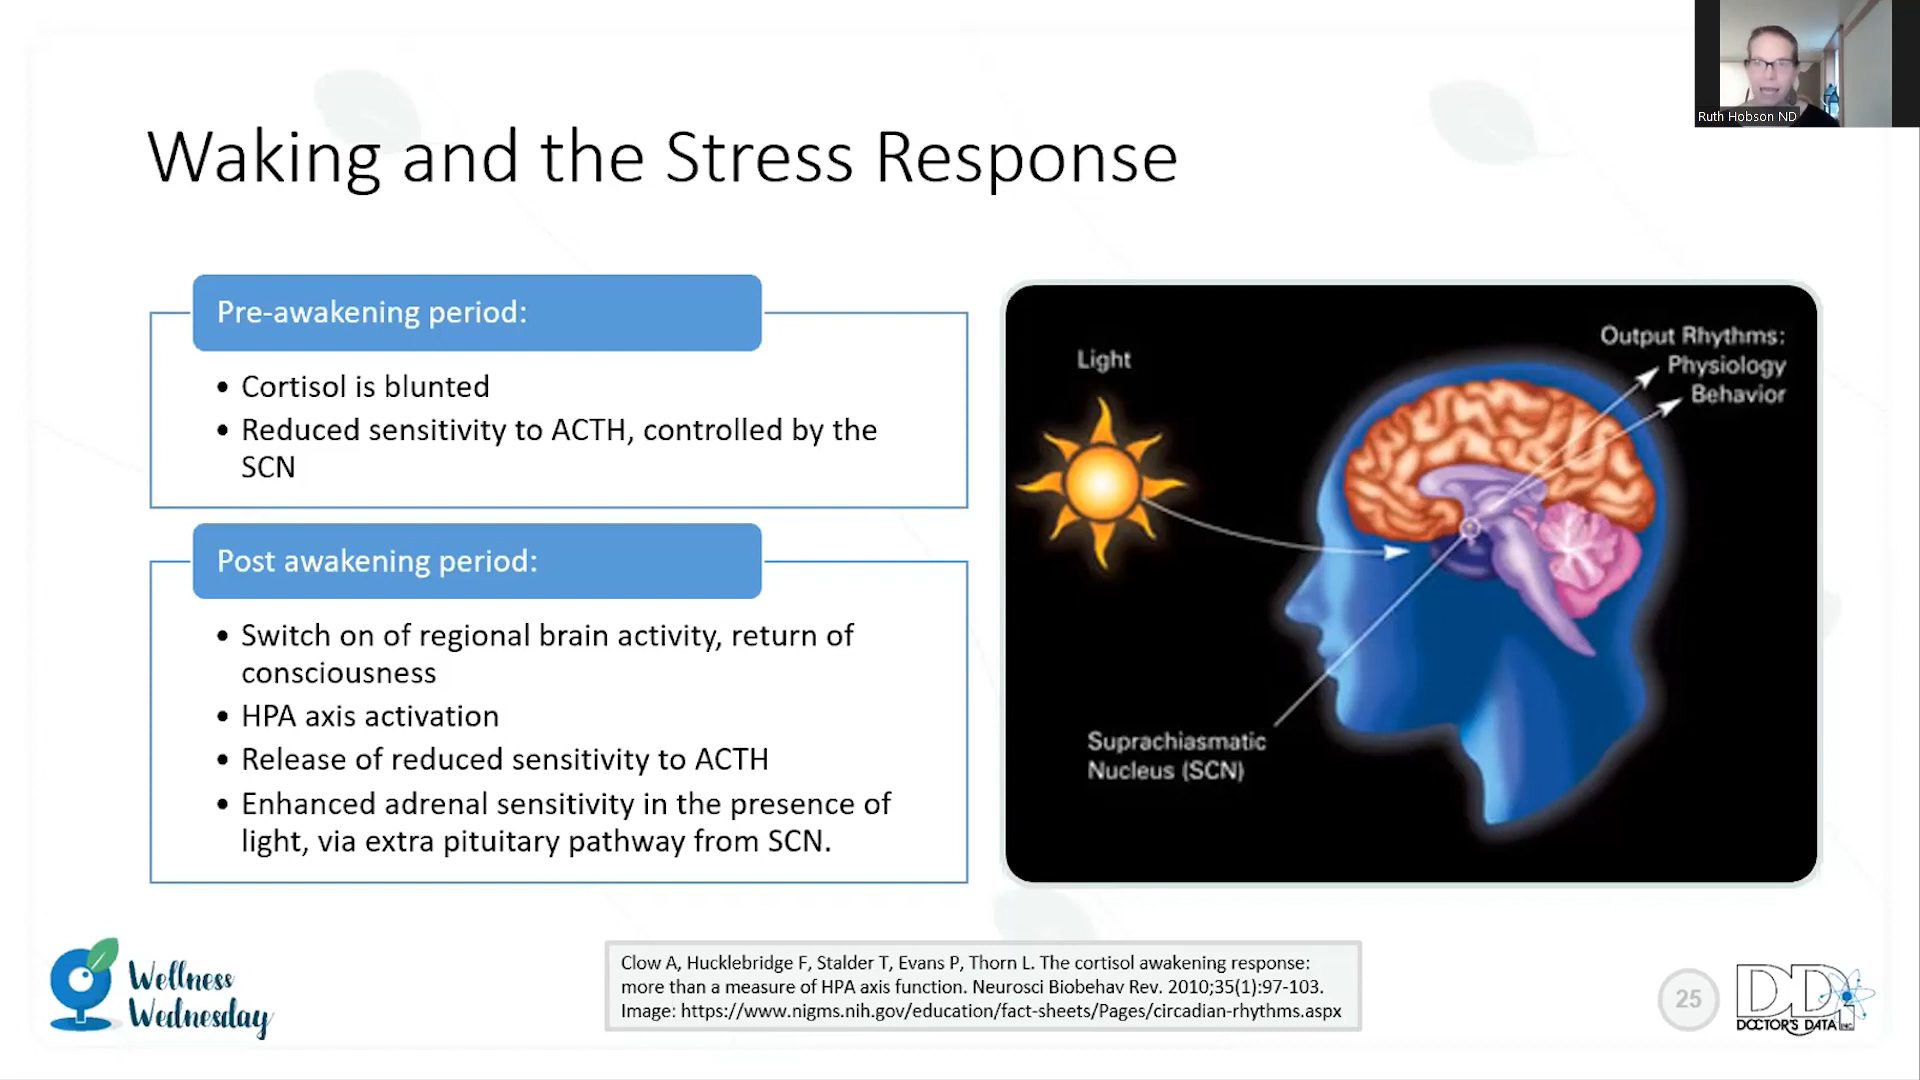 Ruth Hobson ND
Waking and the Stress Response
Pre-awakening period:
• Cortisol is blunted
• Reduced sensitivity to ACTH, controlled by the
SCN
Post awakening period:
• Switch on of regional brain activity, return of
consciousness
• HPA axis activation
• Release of reduced sensitivity to ACTH
• Enhanced adrenal sensitivity in the presence of
light, via extra pituitary pathway from SCN.
Light
Output Rhythms:
Physiology
Behavior
Suprachiasmatic
Nucleus (SCN)
Wellness
Wednesday
Clow A, Hucklebridge F, Stalder T, Evans P, Thorn L. The cortisol awakening response:
more than a measure of HPA axis function. Neurosci Biobehav Rev. 2010;35(1):97-103.
Image: https://www.nigms.nih.gov/education/fact-sheets/Pages/circadian-rhythms.aspx
25
DDI
DOCTOR'S DATA